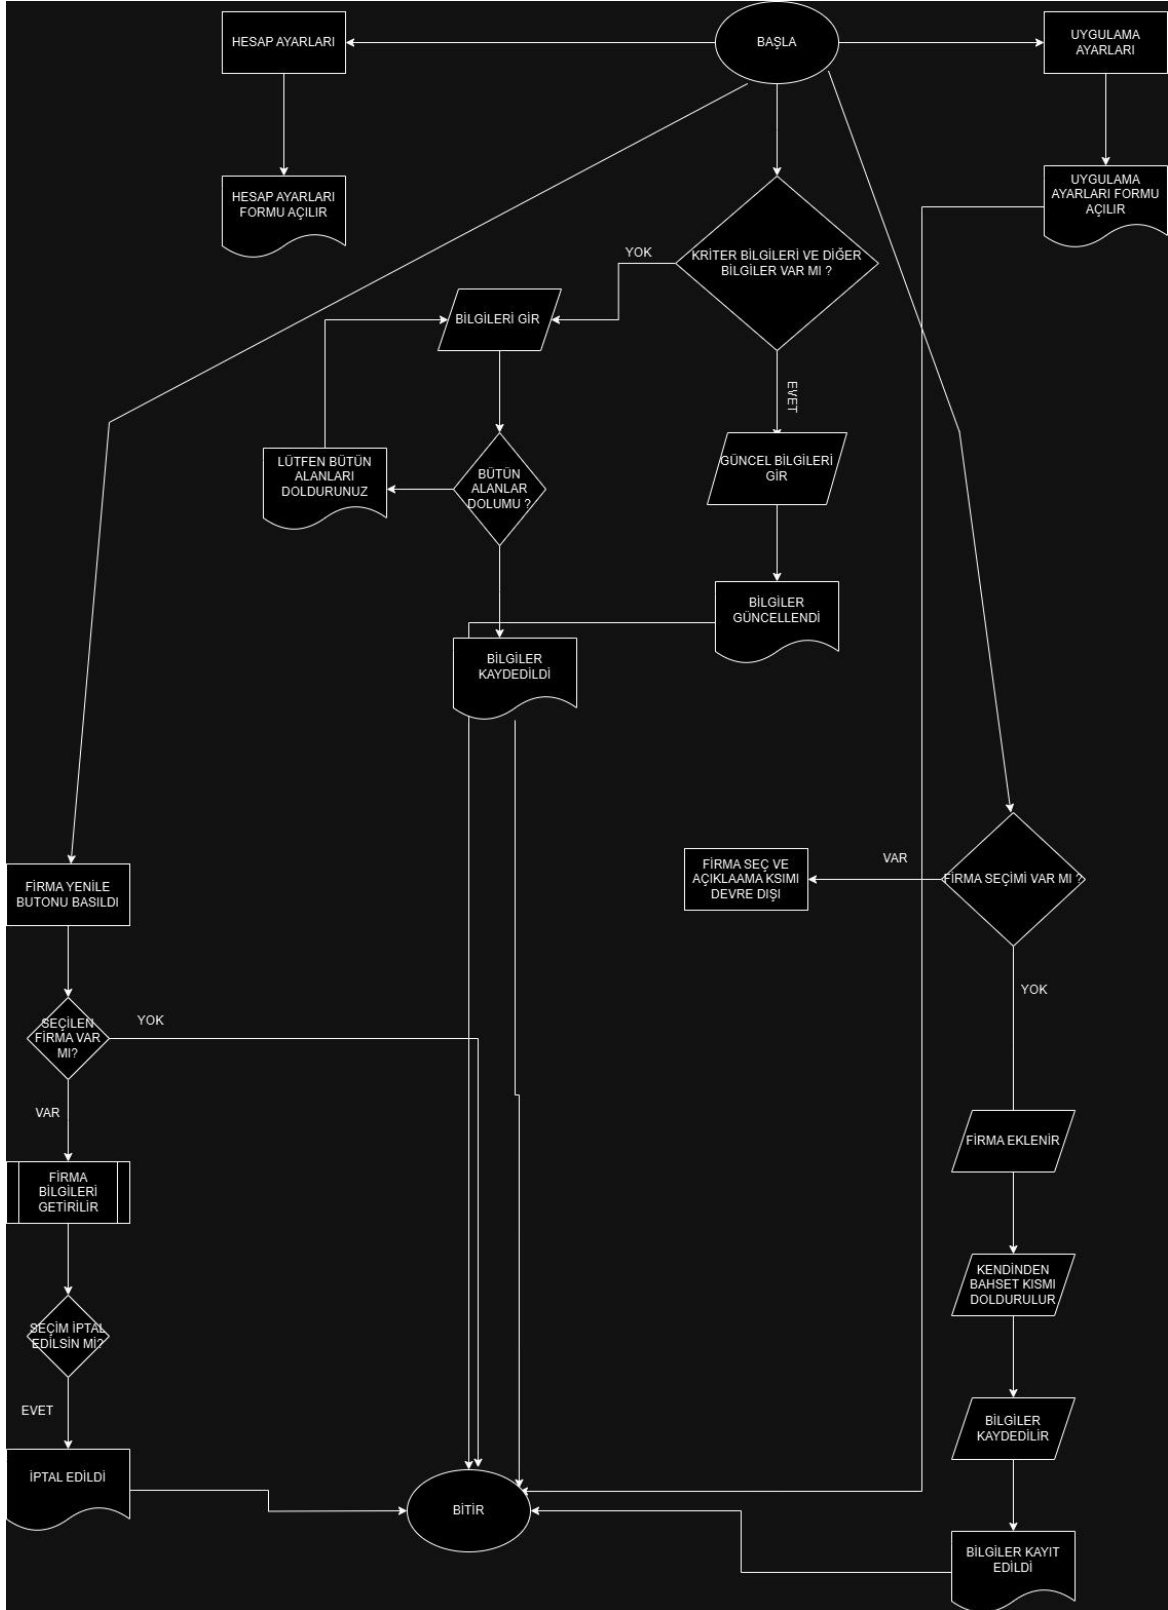 HESAP AYARLARI
BAŞLA
UYGULAMA
AYARLARI
HESAP AYARLARI
FORMU AÇILIR
UYGULAMA
AYARLARI FORMU
AÇILIR
YOK
KRİTER BİLGİLERİ VE DİĞER
BİLGİLER VAR MI ?
BİLGİLERİ GİR
EVET
LÜTFEN BÜTÜN
ALANLARI
DOLDURUNUZ
BÜTÜN
ALANLAR
DOLUMU ?
GÜNCEL BİLGİLERİ
GİR
BİLGİLER
GÜNCELLENDİ
BİLGİLER
KAYDEDİLDİ
FİRMA YENİLE
BUTONU BASILDI
FİRMA SEÇ VE
AÇIKLAAMA KSIMI
DEVRE DIŞI
VAR
FİRMA SEÇİMİ VAR MI ?
YOK
SEÇİLEN
FİRMA VAR
MI?
YOK
VAR
FİRMA
BİLGİLERİ
GETİRİLİR
FİRMA EKLENİR
KENDİNDEN
BAHSET KISMI
DOLDURULUR
SEÇİM İPTAL
EDİLSİN Mİ?
EVET
BİLGİLER
KAYDEDİLİR
İPTAL EDİLDİ
BİTİR
BİLGİLER KAYIT
EDİLDİ